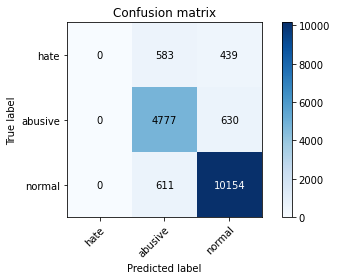 Confusion matrix
hate 0 583 439
abusive 0 4777 630
normal 0 611 10154
hate abusive normal
True label
Predicted label
10000
8000
6000
4000
2000
0